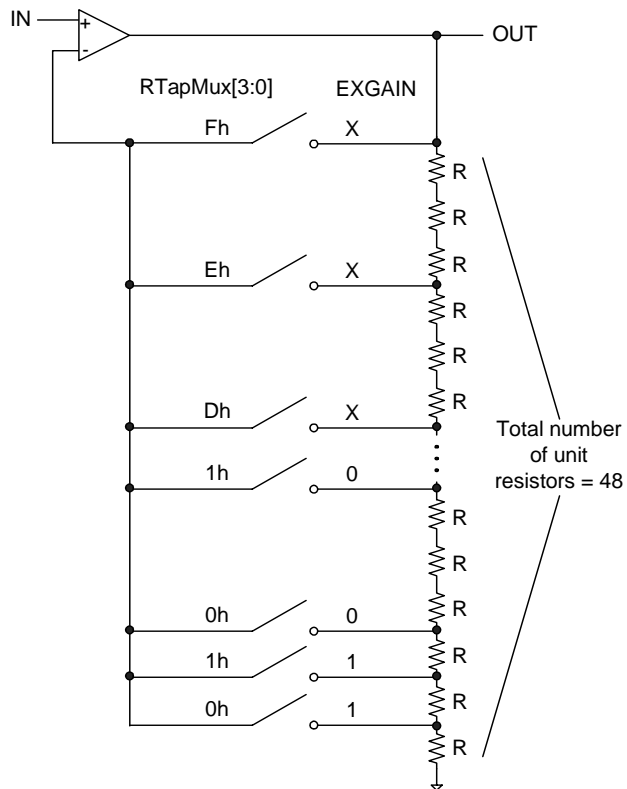 IN
+
-
OUT
RTapMux[3:0] EXGAIN
Fh X
R
R
R
Eh X
R
R
R
Dh X
1h 0
R
R
R
0h 0
R
1h 1
R
0h 1
R
Total number
of unit
resistors = 48